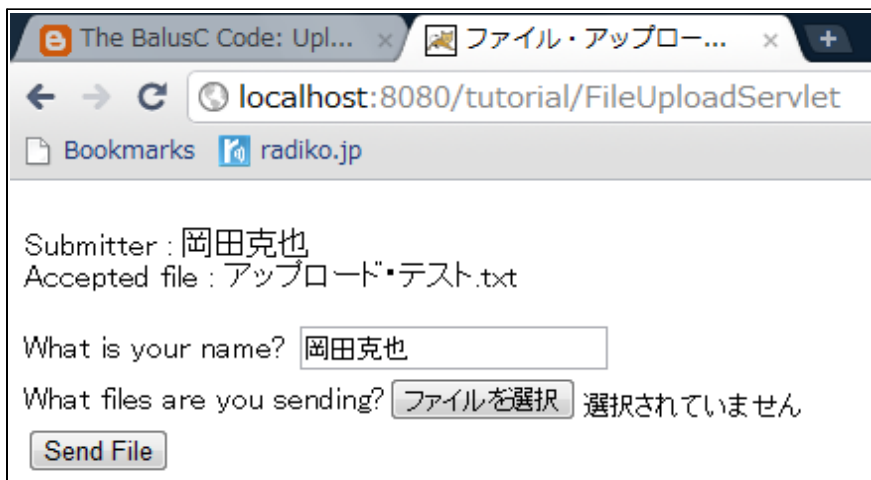 The BalusC Code: Upl...
ファイル・アップロー...
localhost:8080/tutorial/FileUploadServlet
Bookmarks radiko.jp
Submitter : 岡田克也
Accepted file : アップロード・テスト.txt
What is your name? 岡田克也
What files are you sending? ファイルを選択 選択されていません
Send File